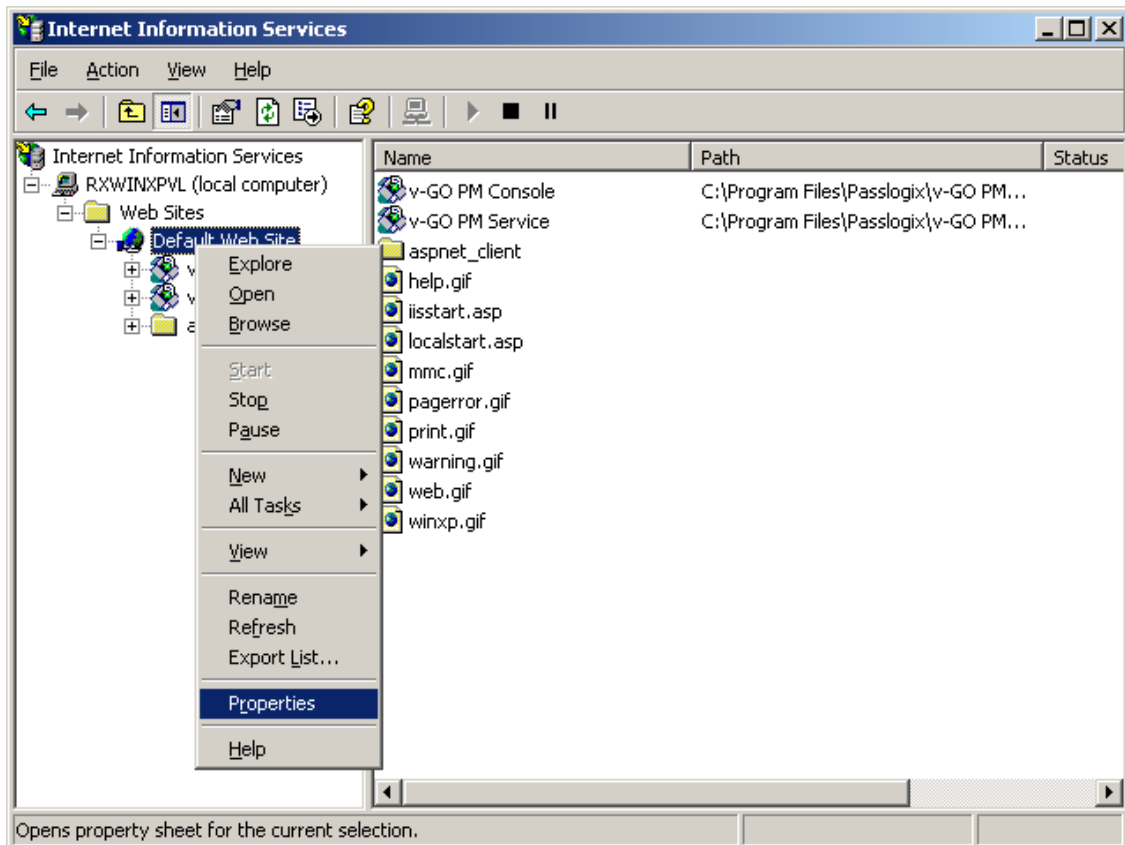 Internet Information Services
File Action View Help
Internet Information Services
RXWINXPVL (local computer)
Web Sites
Default Web Site
v
v
a
Name Path Status
v-GO PM Console C:\Program Files\Passlogix\v-GO PM...
v-GO PM Service C:\Program Files\Passlogix\v-GO PM...
aspnet_client
help.gif
iisstart.asp
localstart.asp
mmc.gif
pagerror.gif
print.gif
warning.gif
web.gif
winxp.gif
Explore
Open
Browse
Start
Stop
Pause
New
All Tasks
View
Rename
Refresh
Export List...
Properties
Help
Opens property sheet for the current selection.